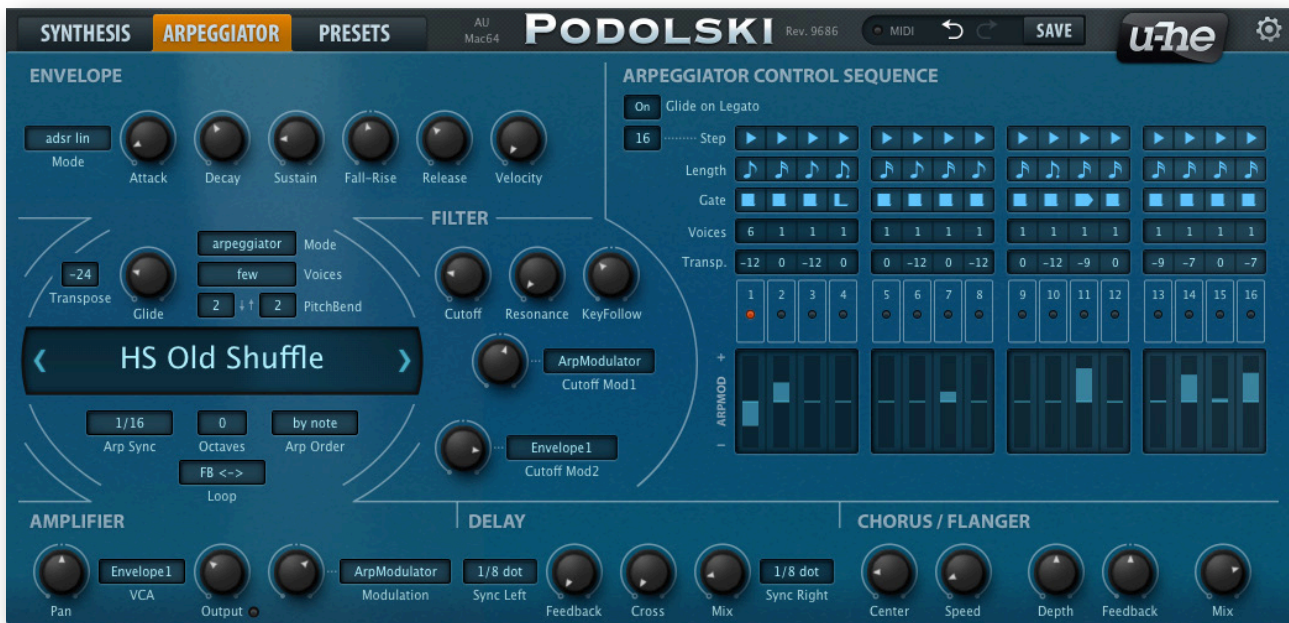 SYNTHESIS ARPEGGIATOR PRESETS AU Mac64 PODOLSKI Rev. 9686 MIDI SAVE u-he
ENVELOPE
adsr lin
Mode
Attack Decay Sustain Fall-Rise Release Velocity
ARPEGGIATOR CONTROL SEQUENCE
On Glide on Legato
16 Step
Length
Gate
Voices 6 1 1 1 1 1 1 1 1 1 1 1 1 1 1 1
Transp. -12 0 -12 0 0 -12 0 -12 0 -12 -9 0 -9 -7 0 -7
1 2 3 4 5 6 7 8 9 10 11 12 13 14 15 16
+
ARPMOD
-
arpeggiator Mode
few Voices
2 ↓↑ 2 PitchBend
-24
Transpose
Glide
HS Old Shuffle
1/16 0 by note
Arp Sync Octaves Arp Order
FB <->
Loop
FILTER
Cutoff Resonance KeyFollow
ArpModulator
Cutoff Mod1
Envelope1
Cutoff Mod2
AMPLIFIER
Pan
Envelope1
VCA
Output
ArpModulator
Modulation
DELAY
1/8 dot
Sync Left
Feedback Cross Mix
1/8 dot
Sync Right
CHORUS / FLANGER
Center Speed Depth Feedback Mix